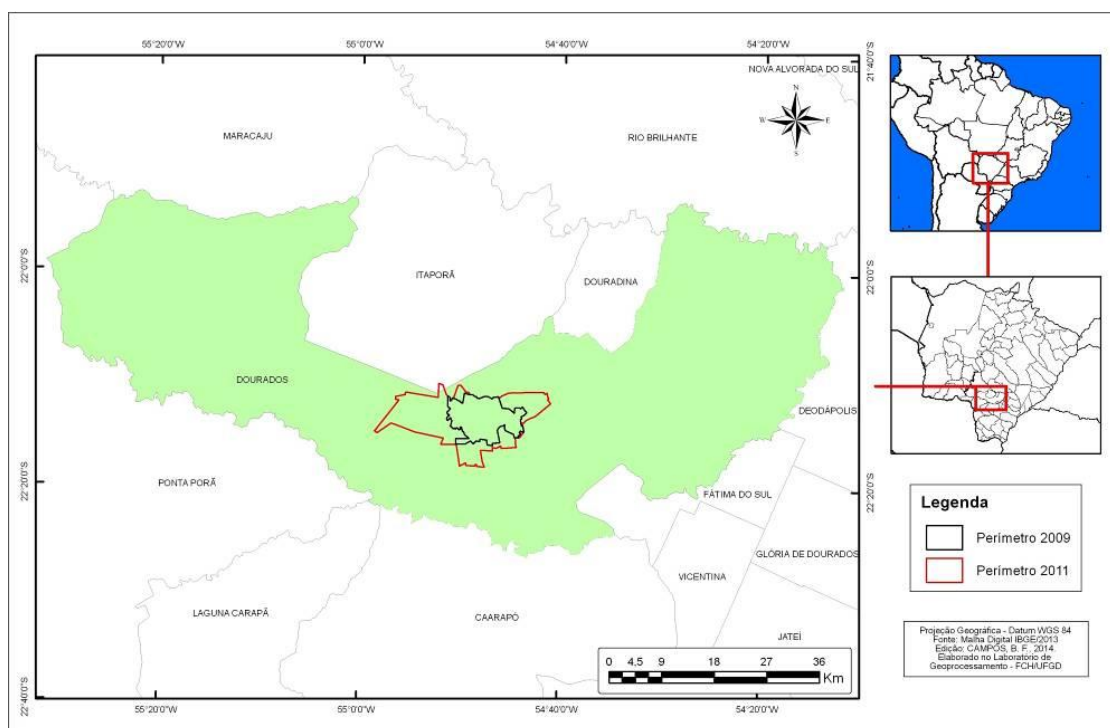 55°20'0"W
55°0'0"W
54°40'0"W
54°20'0"W
21°40'0"S
NOVA ALVORADA DO SUL
N
W
E
S
MARACAJU
RIO BRILHANTE
22°0'0"S
ITAPORÃ
DOURADINA
22°0'0"S
DOURADOS
DEODÁPOLIS
PONTA PORÃ
22°20'0"S
FÁTIMA DO SUL
22°20'0"S
GLÓRIA DE DOURADOS
VICENTINA
LAGUNA CARAPÃ
CAARAPÓ
JATEÍ
0 4,5 9 18 27 36
Km
22°40'0"S
55°20'0"W
55°0'0"W
54°40'0"W
54°20'0"W
Legenda
Perímetro 2009
Perímetro 2011
Projeção Geográfica - Datum WGS 84
Fonte: Malha Digital IBGE/2013
Edição: CAMPOS, B. F., 2014
Elaborado no Laboratório de
Geoprocessamento - FCH/UFGD